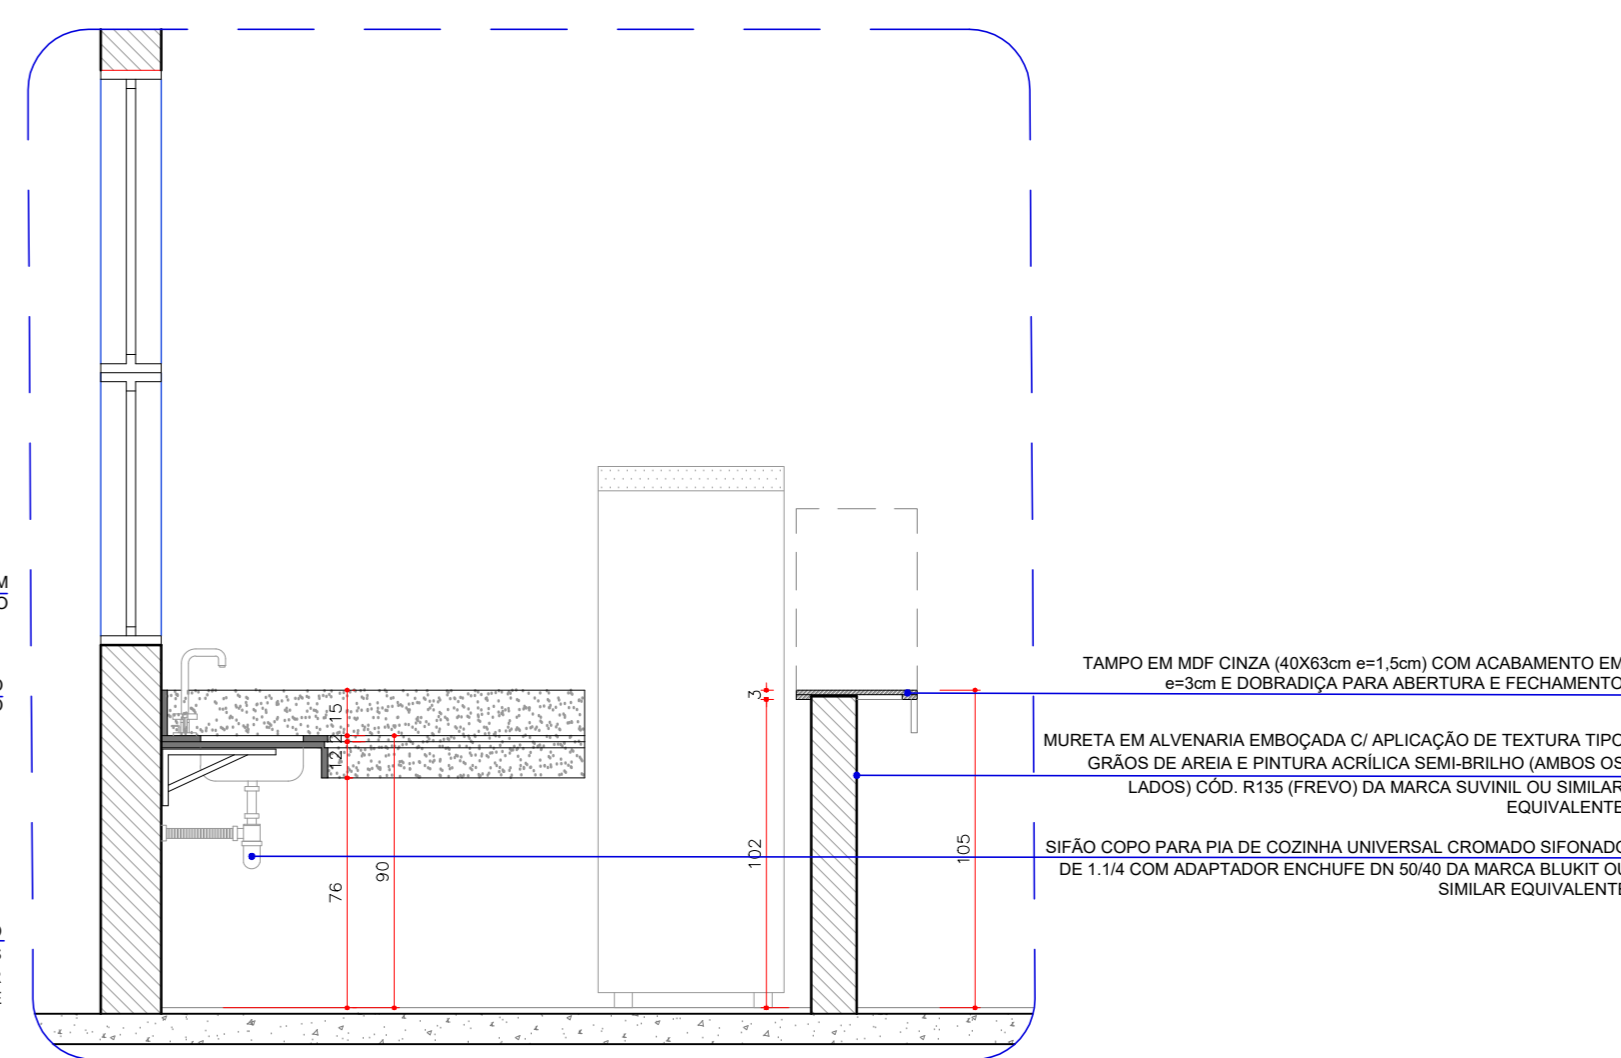 TAMPO EM MDF CINZA (40X63cm e=1,5cm) COM ACABAMENTO EM
e=3cm E DOBRADIÇA PARA ABERTURA E FECHAMENTO
MURETA EM ALVENARIA EMBOÇADA C/ APLICAÇÃO DE TEXTURA TIPO
GRÃOS DE AREIA E PINTURA ACRÍLICA SEMI-BRILHO (AMBOS OS
LADOS) CÓD. R135 (FREVO) DA MARCA SUVINIL OU SIMILAR
EQUIVALENTE
SIFÃO COPO PARA PIA DE COZINHA UNIVERSAL CROMADO SIFONADO
DE 1.1/4 COM ADAPTADOR ENCHUFE DN 50/40 DA MARCA BLUKIT OU
SIMILAR EQUIVALENTE
15
2
12
76
90
3
102
105
M
O